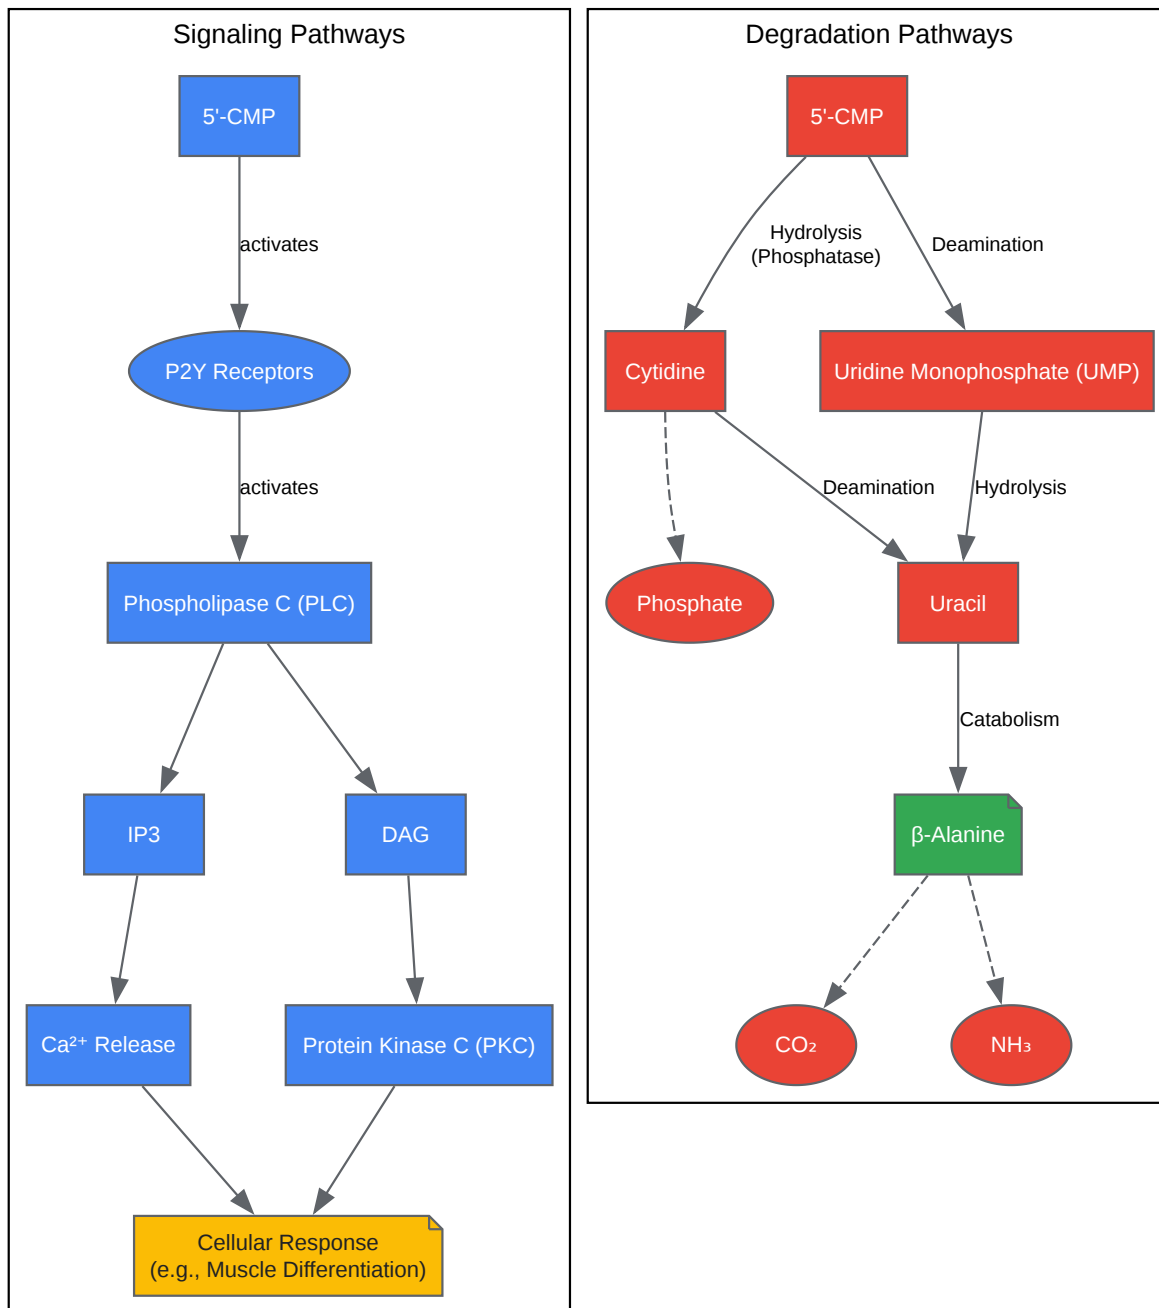 Signaling Pathways
5'-CMP
activates
P2Y Receptors
activates
Phospholipase C (PLC)
IP3
DAG
Ca²⁺ Release
Protein Kinase C (PKC)
Cellular Response
(e.g., Muscle Differentiation)
Degradation Pathways
5'-CMP
Hydrolysis
(Phosphatase)
Deamination
Cytidine
Uridine Monophosphate (UMP)
Deamination
Hydrolysis
Phosphate
Uracil
Catabolism
β-Alanine
CO₂
NH₃